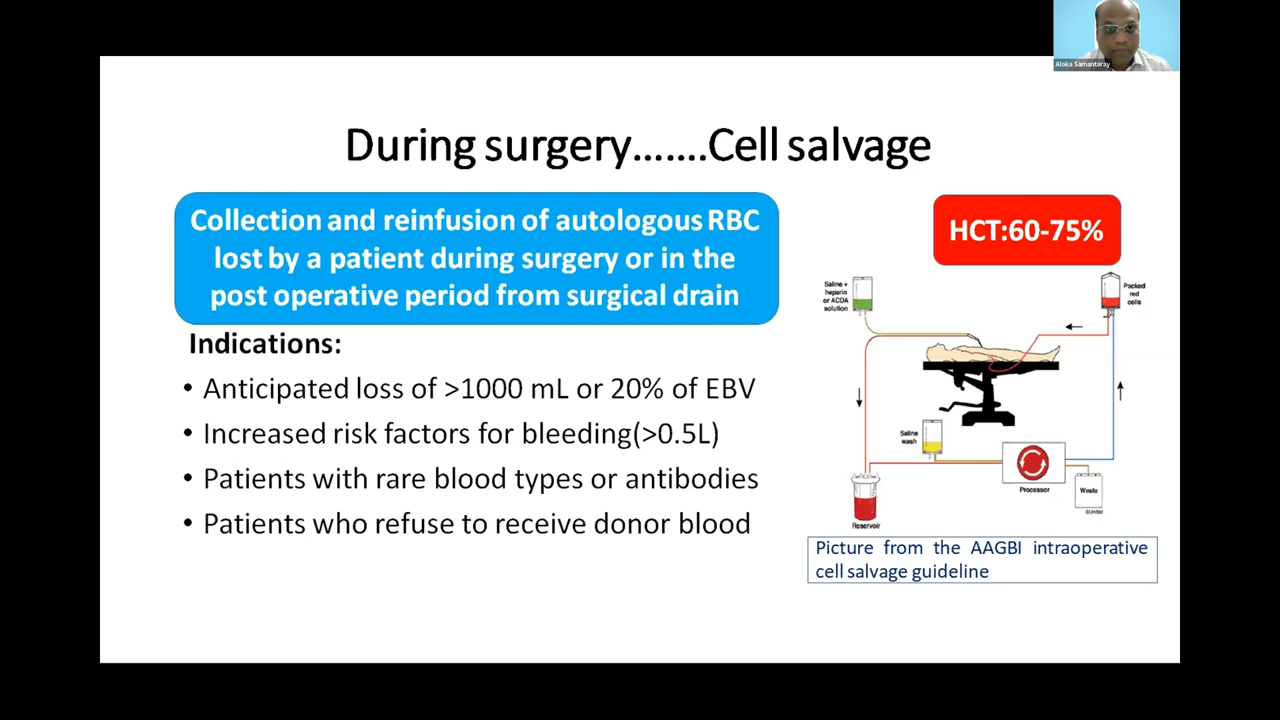 Aloka Samantaray
During surgery.......Cell salvage
Collection and reinfusion of autologous RBC
lost by a patient during surgery or in the
post operative period from surgical drain
HCT:60-75%
Indications:
• Anticipated loss of >1000 mL or 20% of EBV
• Increased risk factors for bleeding(>0.5L)
• Patients with rare blood types or antibodies
• Patients who refuse to receive donor blood
Saline +
heparin
or ACDA
solution
Packed
red
cells
Saline
wash
Processor
Waste
Reservoir
Picture from the AAGBI intraoperative
cell salvage guideline